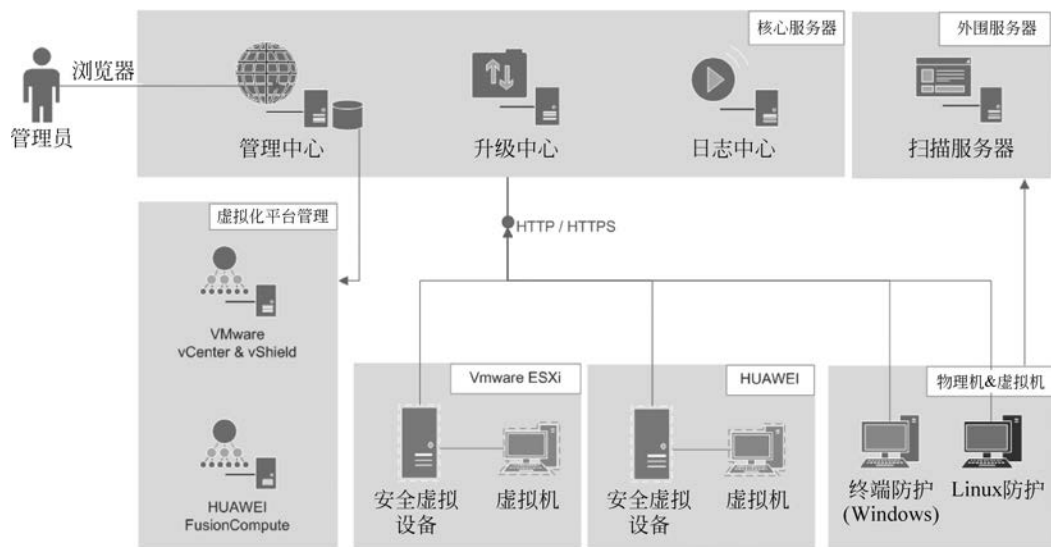 核心服务器
外围服务器
浏览器
管理员
管理中心
升级中心
日志中心
扫描服务器
虚拟化平台管理
HTTP / HTTPS
VMware
vCenter & vShield
HUAWEI
FusionCompute
Vmware ESXi
安全虚拟
设备
虚拟机
HUAWEI
安全虚拟
设备
虚拟机
物理机&虚拟机
终端防护
(Windows)
Linux防护